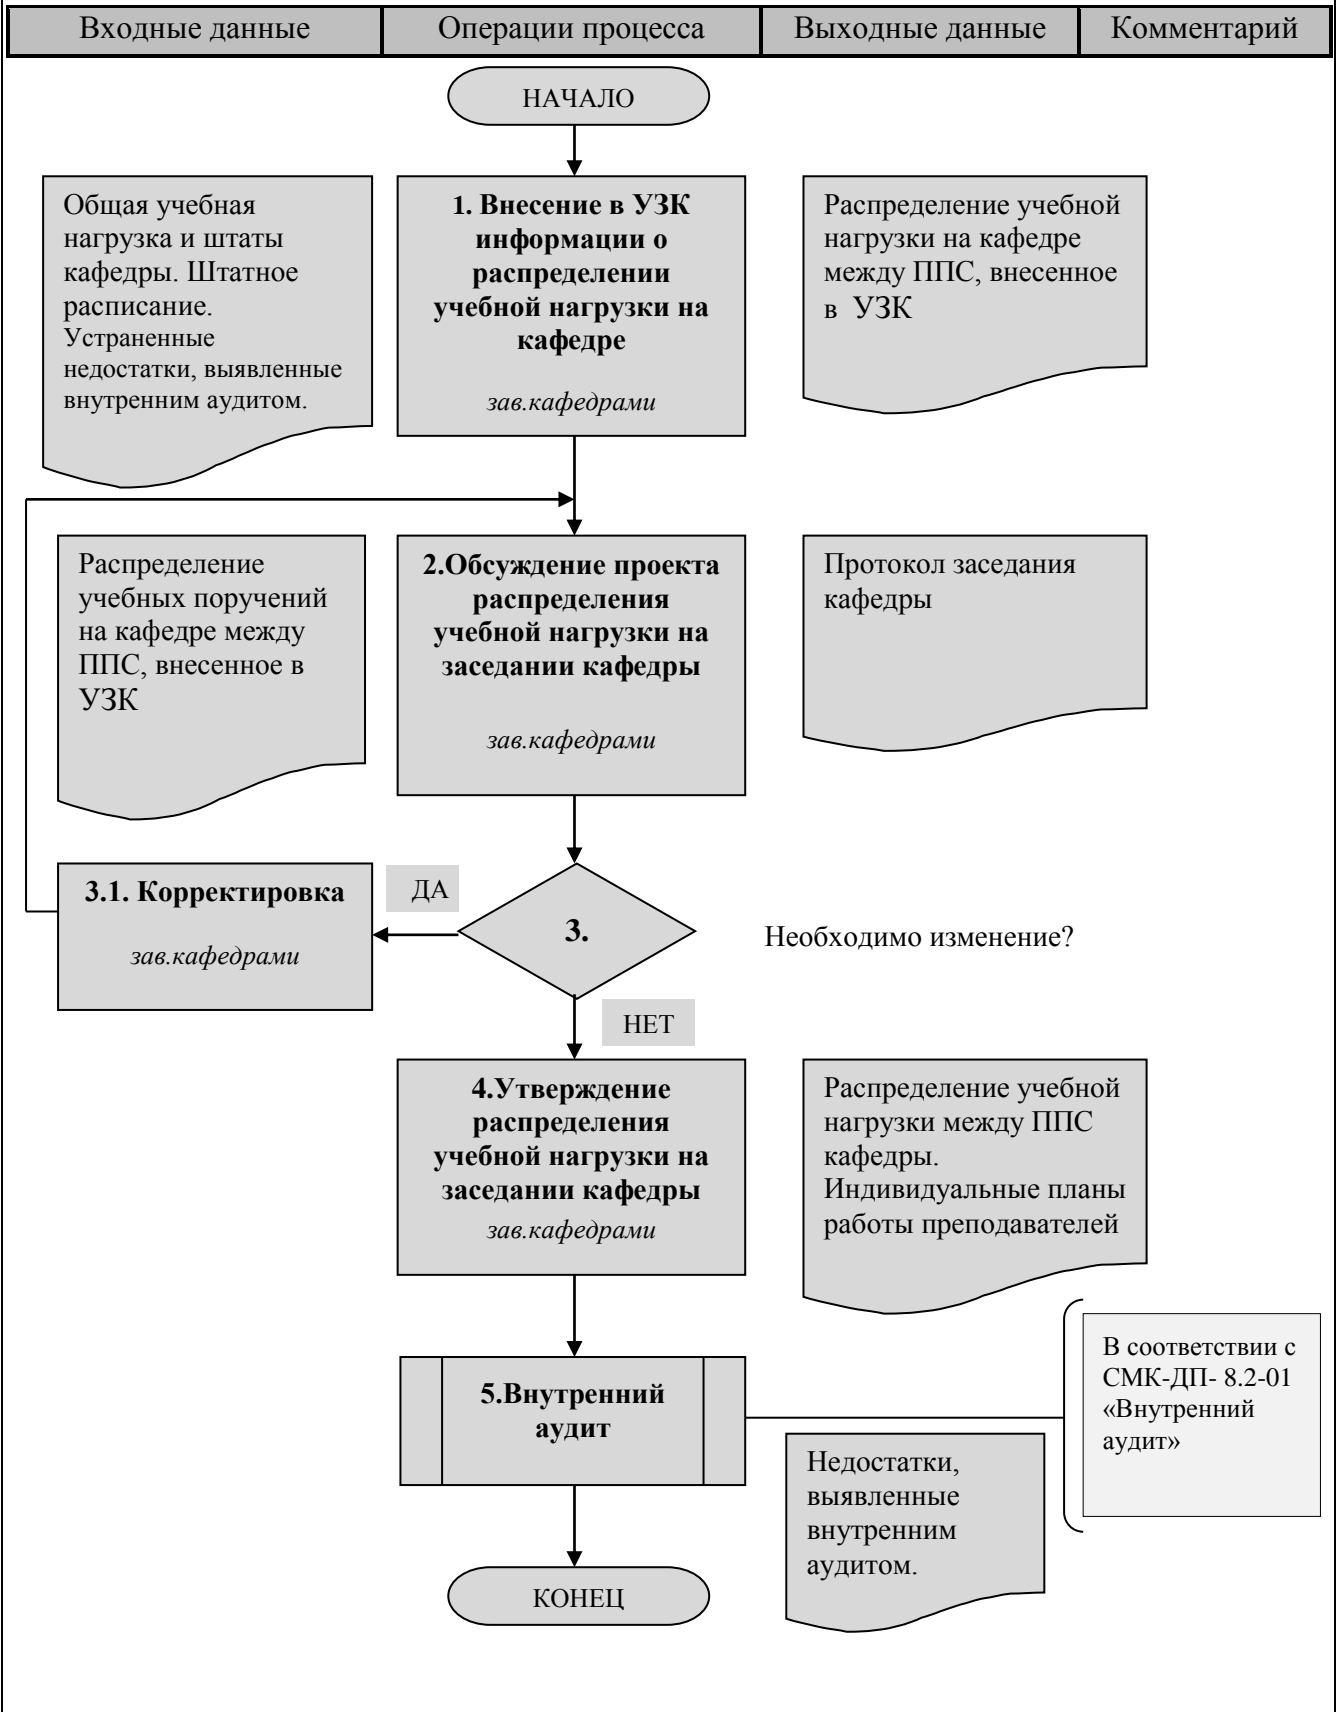 Входные данные
Операции процесса
Выходные данные
Комментарий
НАЧАЛО
Общая учебная
нагрузка и штаты
кафедры. Штатное
расписание.
Устраненные
недостатки, выявленные
внутренним аудитом.
1. Внесение в УЗК
информации о
распределении
учебной нагрузки на
кафедре
зав.кафедрами
Распределение учебной
нагрузки на кафедре
между ППС, внесенное
в УЗК
Распределение
учебных поручений
на кафедре между
ППС, внесенное в
УЗК
2.Обсуждение проекта
распределения
учебной нагрузки на
заседании кафедры
зав.кафедрами
Протокол заседания
кафедры
3.1. Корректировка
зав.кафедрами
ДА
3.
Необходимо изменение?
НЕТ
4.Утверждение
распределения
учебной нагрузки на
заседании кафедры
зав.кафедрами
Распределение учебной
нагрузки между ППС
кафедры.
Индивидуальные планы
работы преподавателей
5.Внутренний
аудит
В соответствии с
СМК-ДП- 8.2-01
«Внутренний
аудит»
Недостатки,
выявленные
внутренним
аудитом.
КОНЕЦ